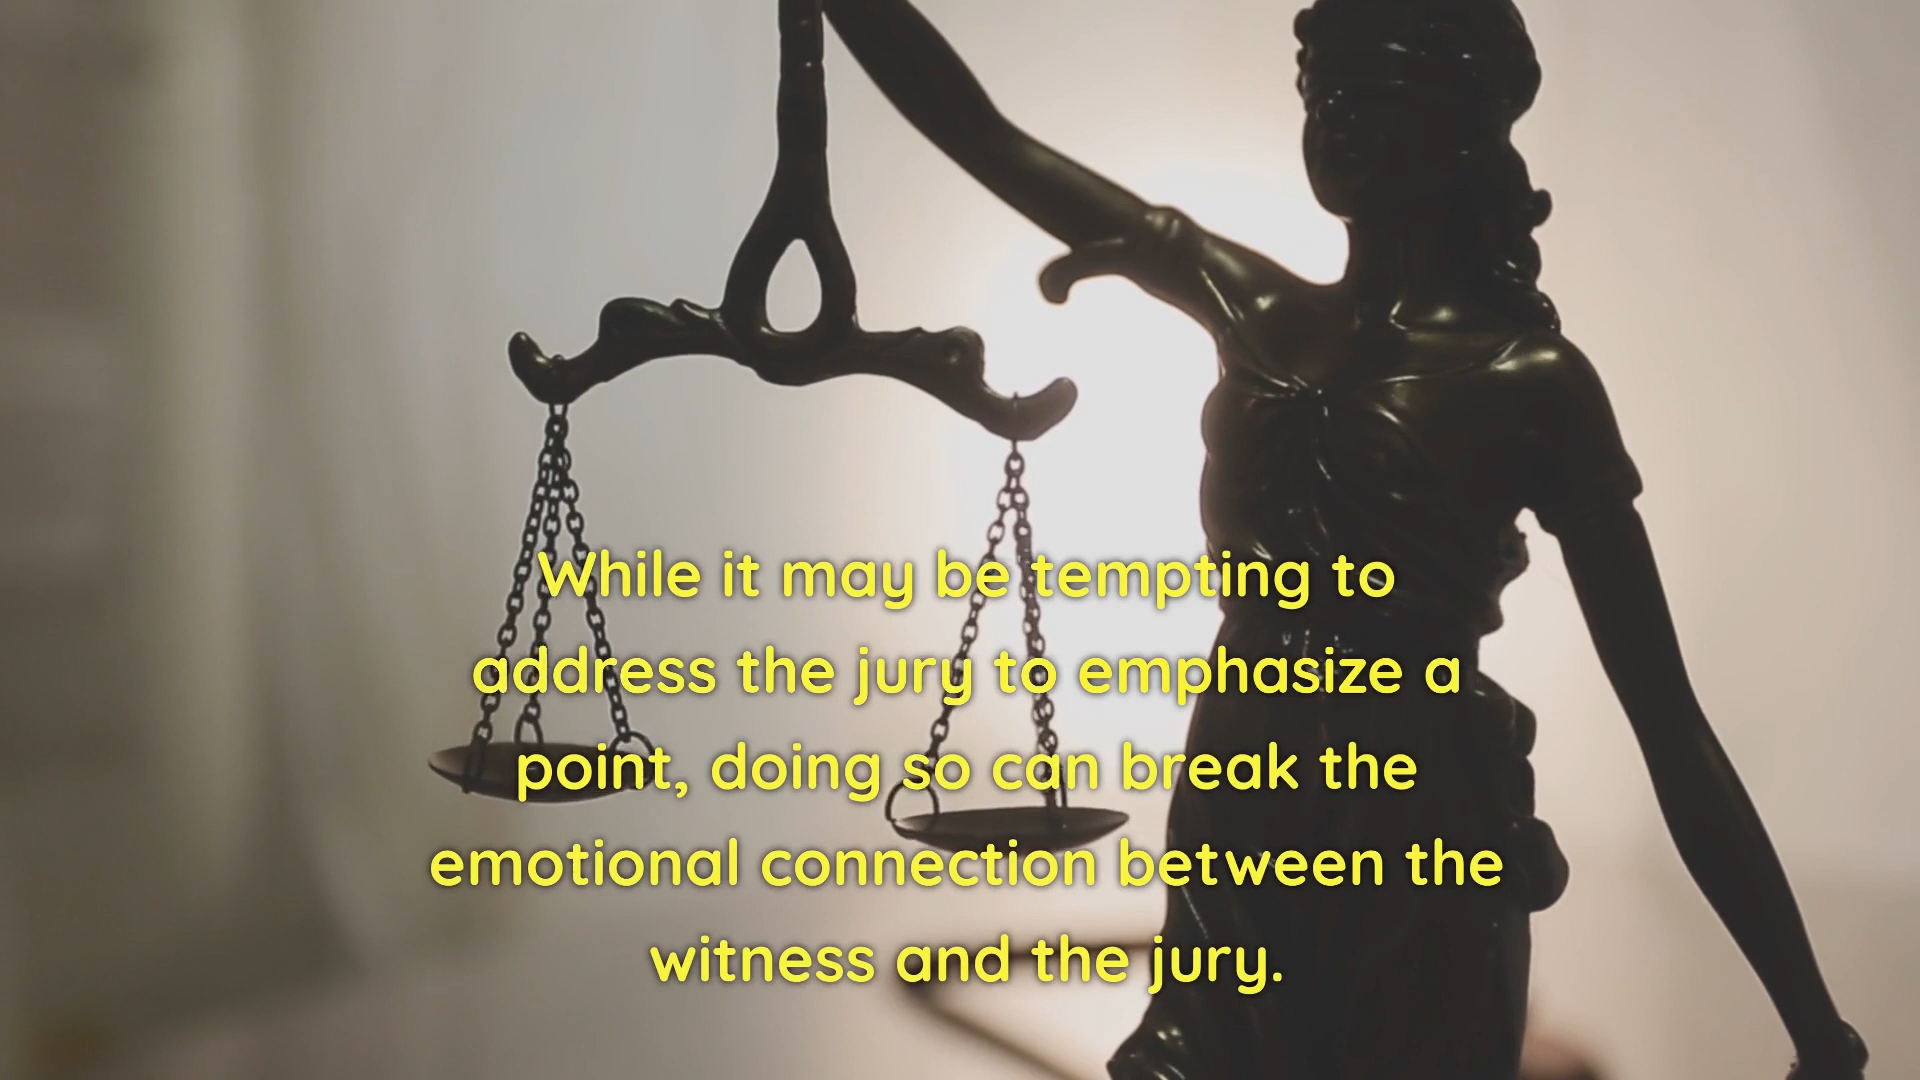 While it may be tempting to
address the jury to emphasize a
point, doing so can break the
emotional connection between the
witness and the jury.